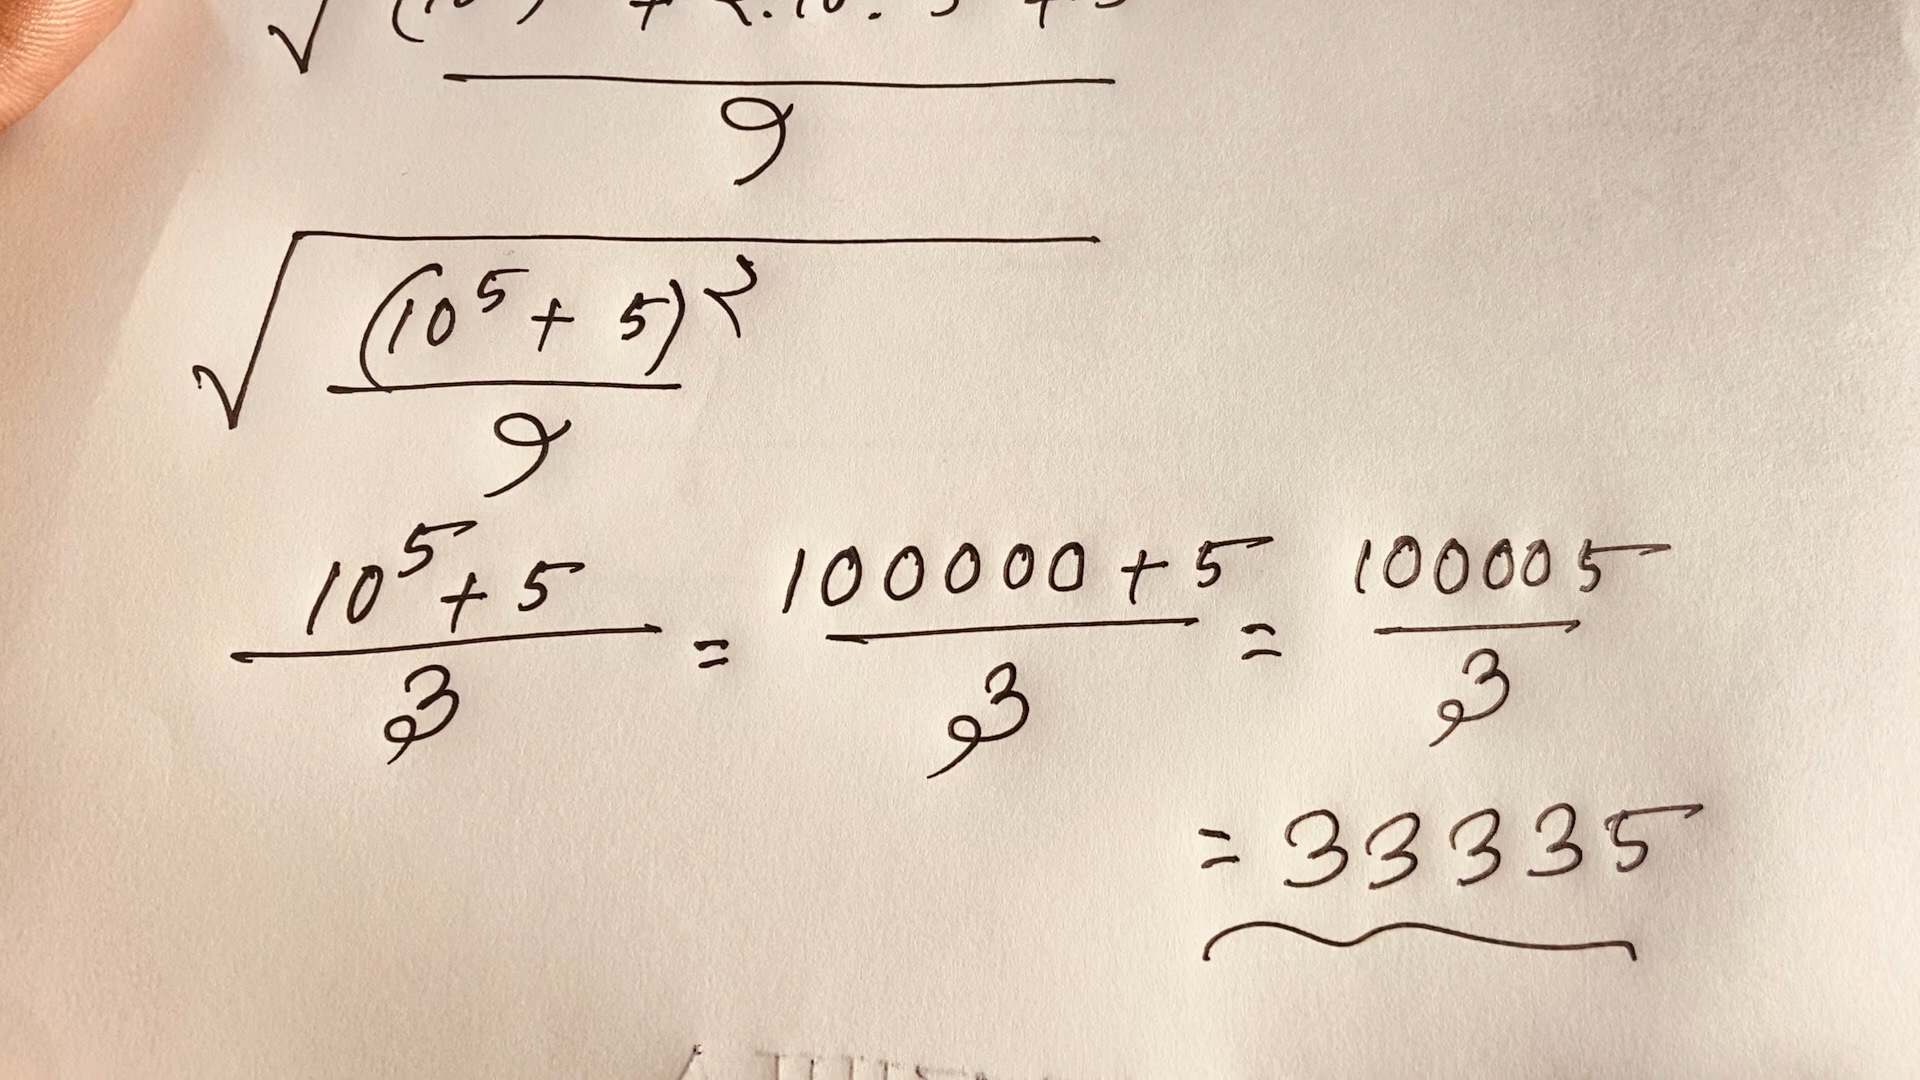 9
√((10⁵ + 5)² / 9)
(10⁵ + 5) / 3 = (100000 + 5) / 3 = 100005 / 3
= 33335